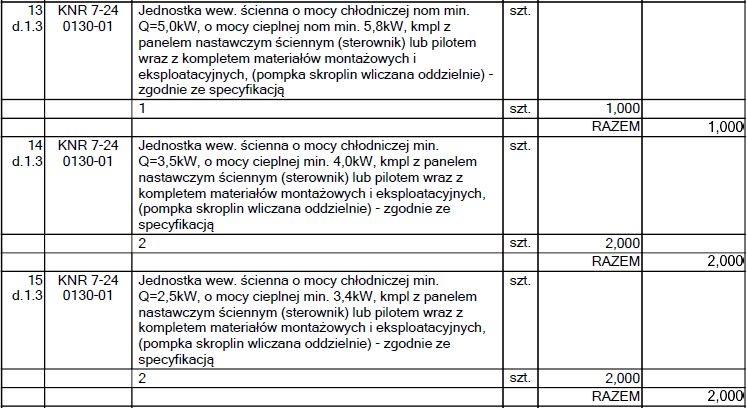 13 KNR 7-24 Jednostka wew. ścienna o mocy chłodniczej nom min. szt.
d.1.3 0130-01 Q=5,0kW, o mocy cieplnej nom min. 5,8kW, kmpl z
panelem nastawczym ściennym (sterownik) lub pilotem
wraz z kompletem materiałów montażowych i
eksploatacyjnych, (pompka skroplin wliczana oddzielnie) -
zgodnie ze specyfikacją
1 szt. 1,000
RAZEM 1,000
14 KNR 7-24 Jednostka wew. ścienna o mocy chłodniczej min. szt.
d.1.3 0130-01 Q=3,5kW, o mocy cieplnej min. 4,0kW, kmpl z panelem
nastawczym ściennym (sterownik) lub pilotem wraz z
kompletem materiałów montażowych i eksploatacyjnych,
(pompka skroplin wliczana oddzielnie) - zgodnie ze
specyfikacją
2 szt. 2,000
RAZEM 2,000
15 KNR 7-24 Jednostka wew. ścienna o mocy chłodniczej min. szt.
d.1.3 0130-01 Q=2,5kW, o mocy cieplnej min. 3,4kW, kmpl z panelem
nastawczym ściennym (sterownik) lub pilotem wraz z
kompletem materiałów montażowych i eksploatacyjnych,
(pompka skroplin wliczana oddzielnie) - zgodnie ze
specyfikacją
2 szt. 2,000
RAZEM 2,000